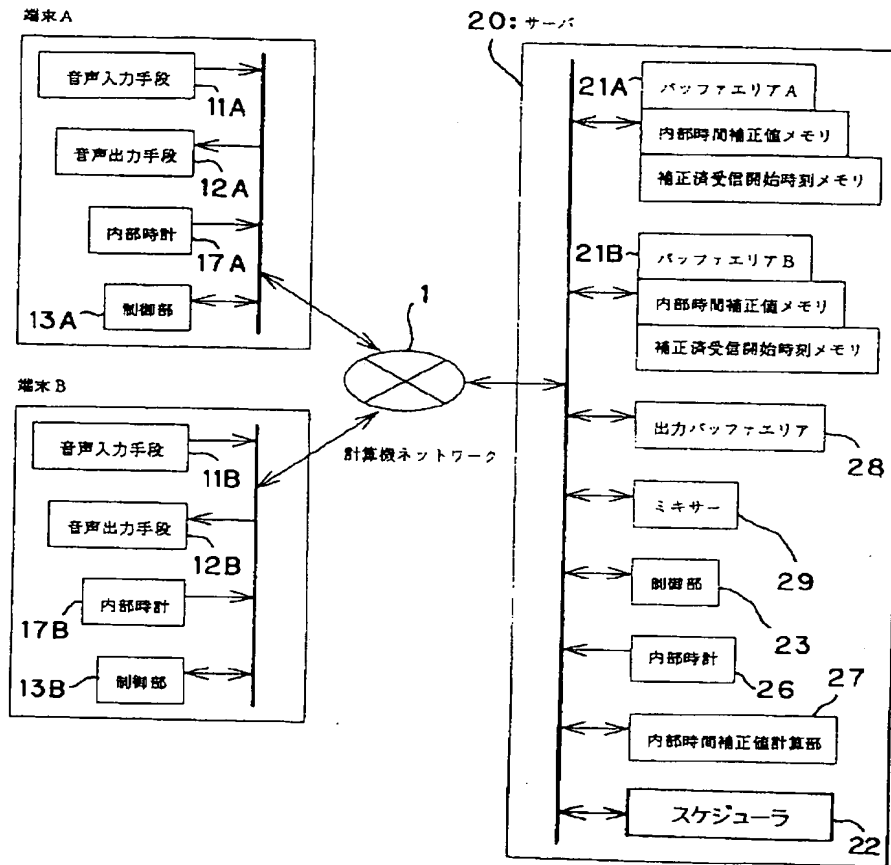 端末A
音声入力手段
11A
音声出力手段
12A
内部時計
17A
制御部
13A
端末B
音声入力手段
11B
音声出力手段
12B
内部時計
17B
制御部
13B
1
計算機ネットワーク
20:サーバ
21A
バッファエリアA
内部時間補正値メモリ
補正済受信開始時刻メモリ
21B
バッファエリアB
内部時間補正値メモリ
補正済受信開始時刻メモリ
出力バッファエリア
28
ミキサー
29
制御部
23
内部時計
26
27
内部時間補正値計算部
スケジューラ
22